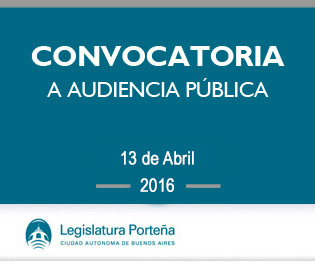 CONVOCATORIA
A AUDIENCIA PÚBLICA
13 de Abril
2016
Legislatura Porteña
CIUDAD AUTONOMA DE BUENOS AIRES